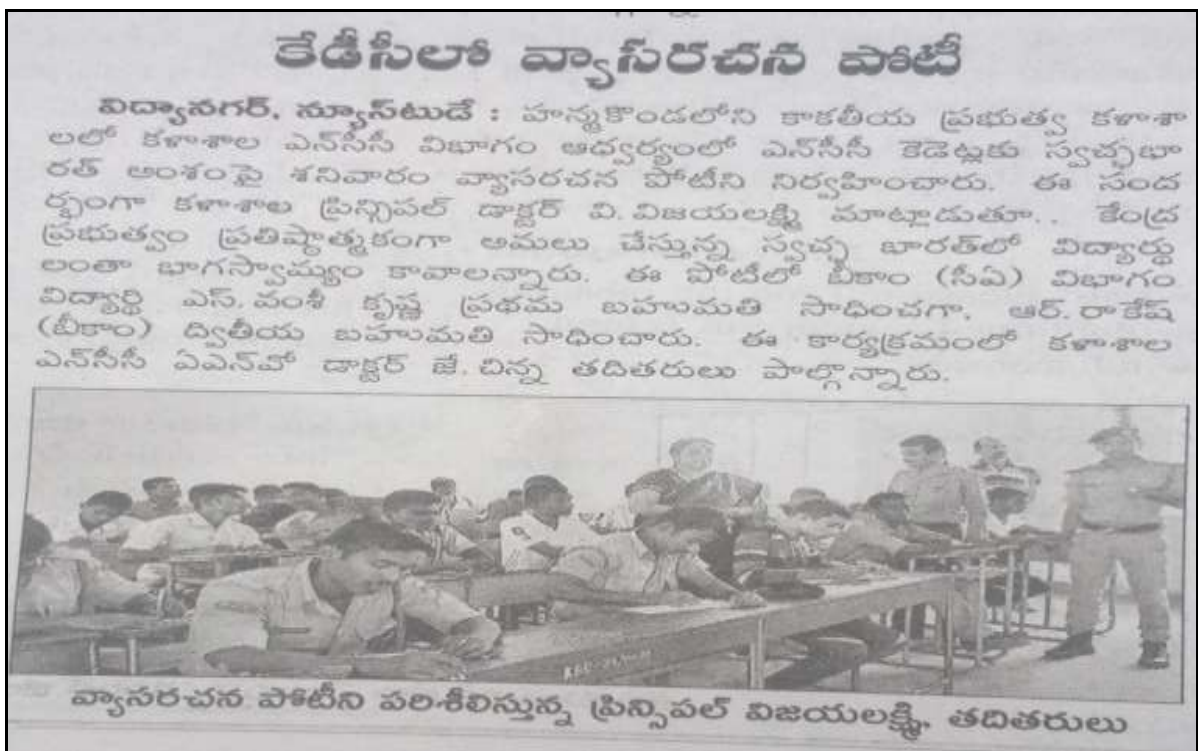 కేడీసీలో వ్యాసరచన పోటీ
విద్యానగర్, న్యూస్‌టుడే : హన్మకొండలోని కాకతీయ ప్రభుత్వ కళాశా
లలో కళాశాల ఎన్‌సీసీ విభాగం ఆధ్వర్యంలో ఎన్‌సీసీ కెడెట్లకు స్వచ్ఛభా
రత్ అంశంపై శనివారం వ్యాసరచన పోటీని నిర్వహించారు. ఈ సంద
ర్భంగా కళాశాల ప్రిన్సిపల్ డాక్టర్ వి.విజయలక్ష్మి మాట్లాడుతూ.. కేంద్ర
ప్రభుత్వం ప్రతిష్ఠాత్మకంగా అమలు చేస్తున్న స్వచ్ఛ భారత్‌లో విద్యార్థు
లంతా భాగస్వామ్యం కావాలన్నారు. ఈ పోటీలో బీకాం (సీఏ) విభాగం
విద్యార్థి ఎస్.వంశీ కృష్ణ ప్రథమ బహుమతి సాధించగా, ఆర్.రాకేష్
(బీకాం) ద్వితీయ బహుమతి సాధించారు. ఈ కార్యక్రమంలో కళాశాల
ఎన్‌సీసీ ఏఎన్‌వో డాక్టర్ జే.చిన్న తదితరులు పాల్గొన్నారు.
వ్యాసరచన పోటీని పరిశీలిస్తున్న ప్రిన్సిపల్ విజయలక్ష్మి, తదితరులు